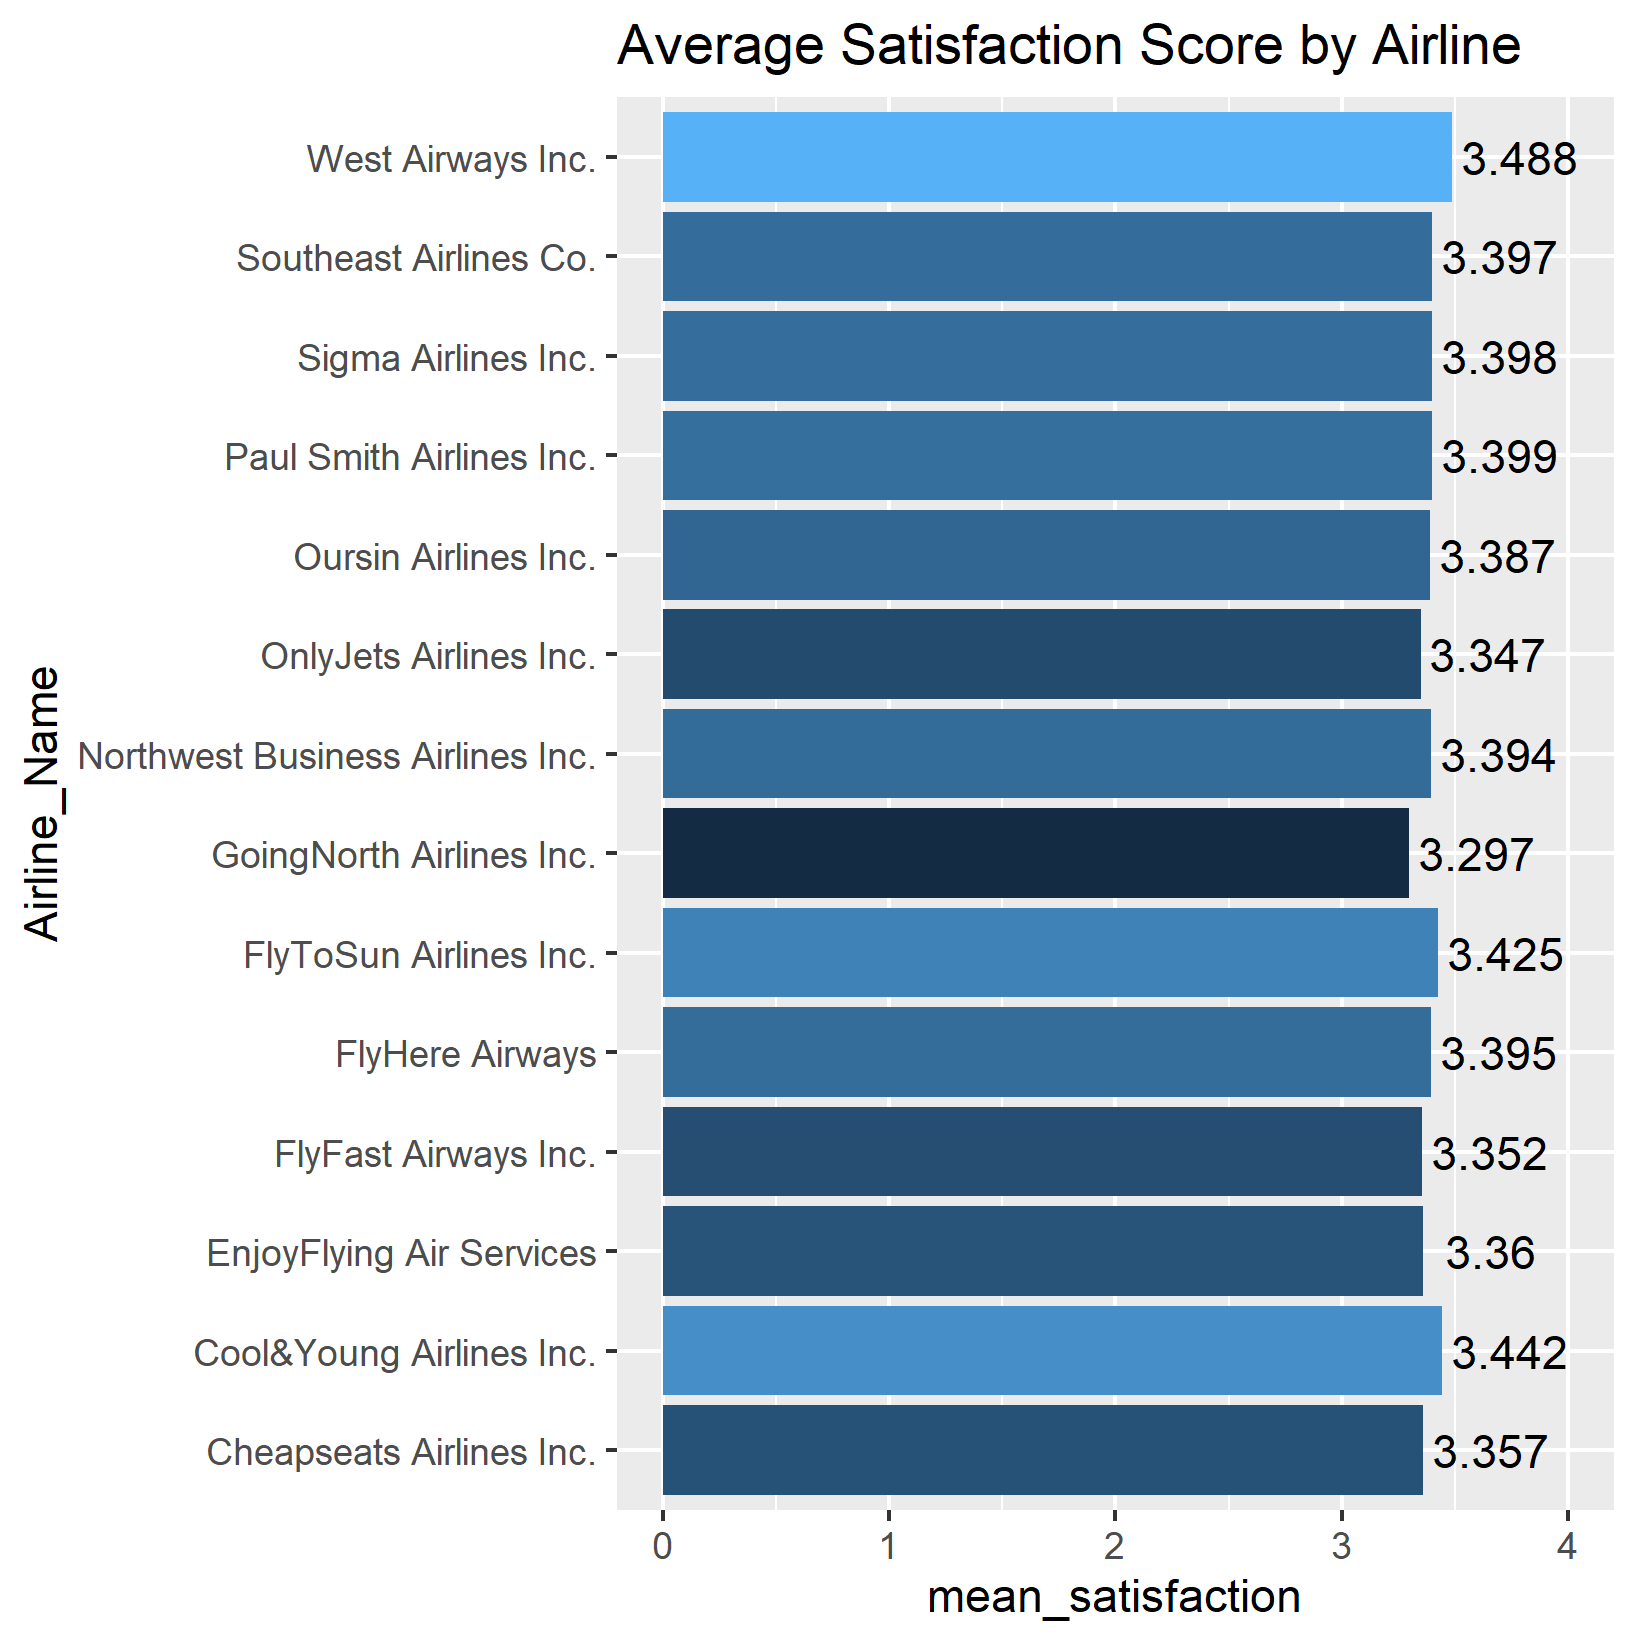 Average Satisfaction Score by Airline
Airline_Name
West Airways Inc. 3.488
Southeast Airlines Co. 3.397
Sigma Airlines Inc. 3.398
Paul Smith Airlines Inc. 3.399
Oursin Airlines Inc. 3.387
OnlyJets Airlines Inc. 3.347
Northwest Business Airlines Inc. 3.394
GoingNorth Airlines Inc. 3.297
FlyToSun Airlines Inc. 3.425
FlyHere Airways 3.395
FlyFast Airways Inc. 3.352
EnjoyFlying Air Services 3.36
Cool&Young Airlines Inc. 3.442
Cheapseats Airlines Inc. 3.357
0 1 2 3 4
mean_satisfaction